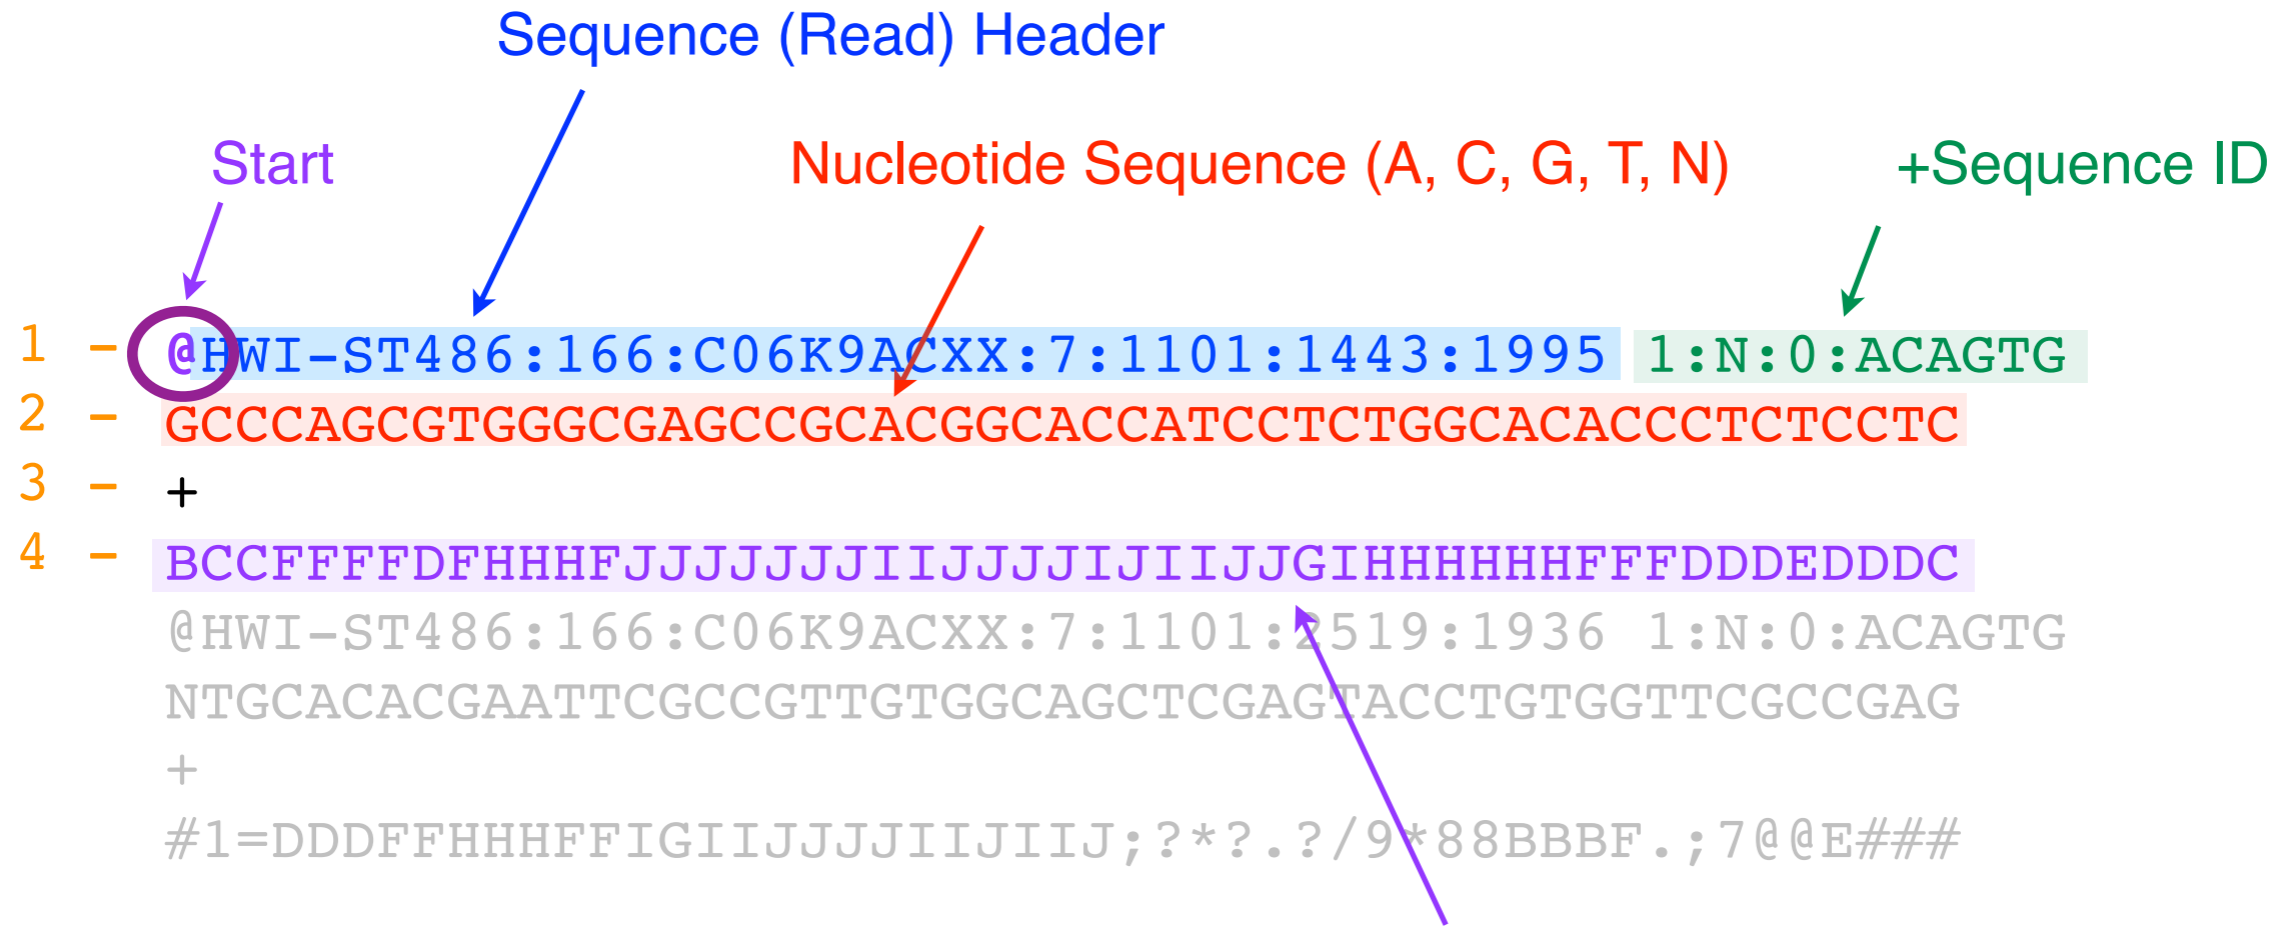 Sequence (Read) Header
Start
Nucleotide Sequence (A, C, G, T, N)
+Sequence ID
1 - @HWI-ST486:166:C06K9ACXX:7:1101:1443:1995 1:N:0:ACAGTG
2 - GCCCAGCGTGGGCGAGCCGCACGGCACCATCCTCTGGCACACCCTCTCCTC
3 - +
4 - BCCFFFFDFHHHFJJJJJJJIIJJJJIJIIJJGIHHHHHHFFFDDDEDDDC
@HWI-ST486:166:C06K9ACXX:7:1101:2519:1936 1:N:0:ACAGTG
NTGCACACGAATTCGCCGTTGTGGCAGCTCGAGTACCTGTGGTTCGCCGAG
+
#1=DDDFFHHHFFIGIIJJJJIIJIIJ;?*?.?/9*88BBBF.;7@@E###